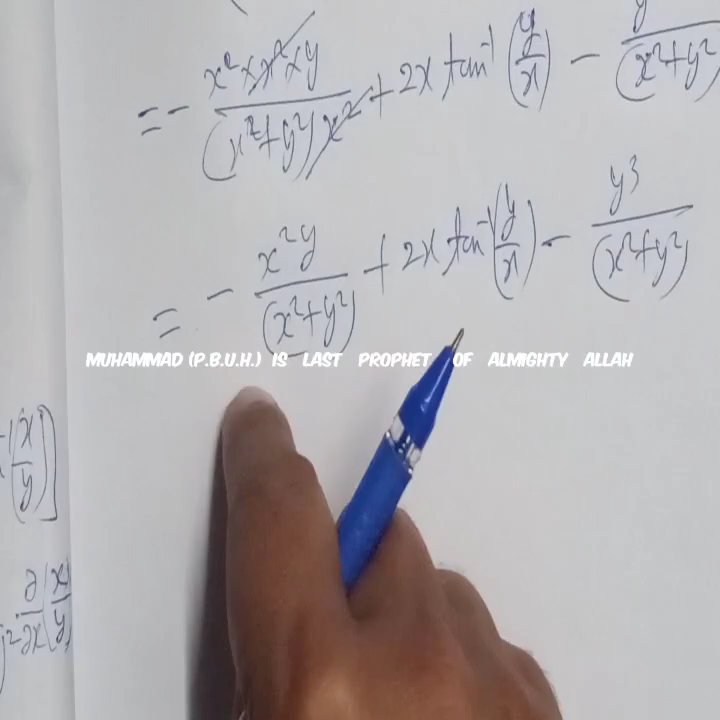 = - x² × x² × y / (x² + y²) x² + 2x tan⁻¹ (y/x) - y / (x² + y²
= - x²y / (x² + y²) + 2x tan⁻¹ (y/x) - y³ / (x² + y²)
MUHAMMAD (P.B.U.H.) IS LAST PROPHET OF ALMIGHTY ALLAH
(x/y)]
∂/∂x (x/y)